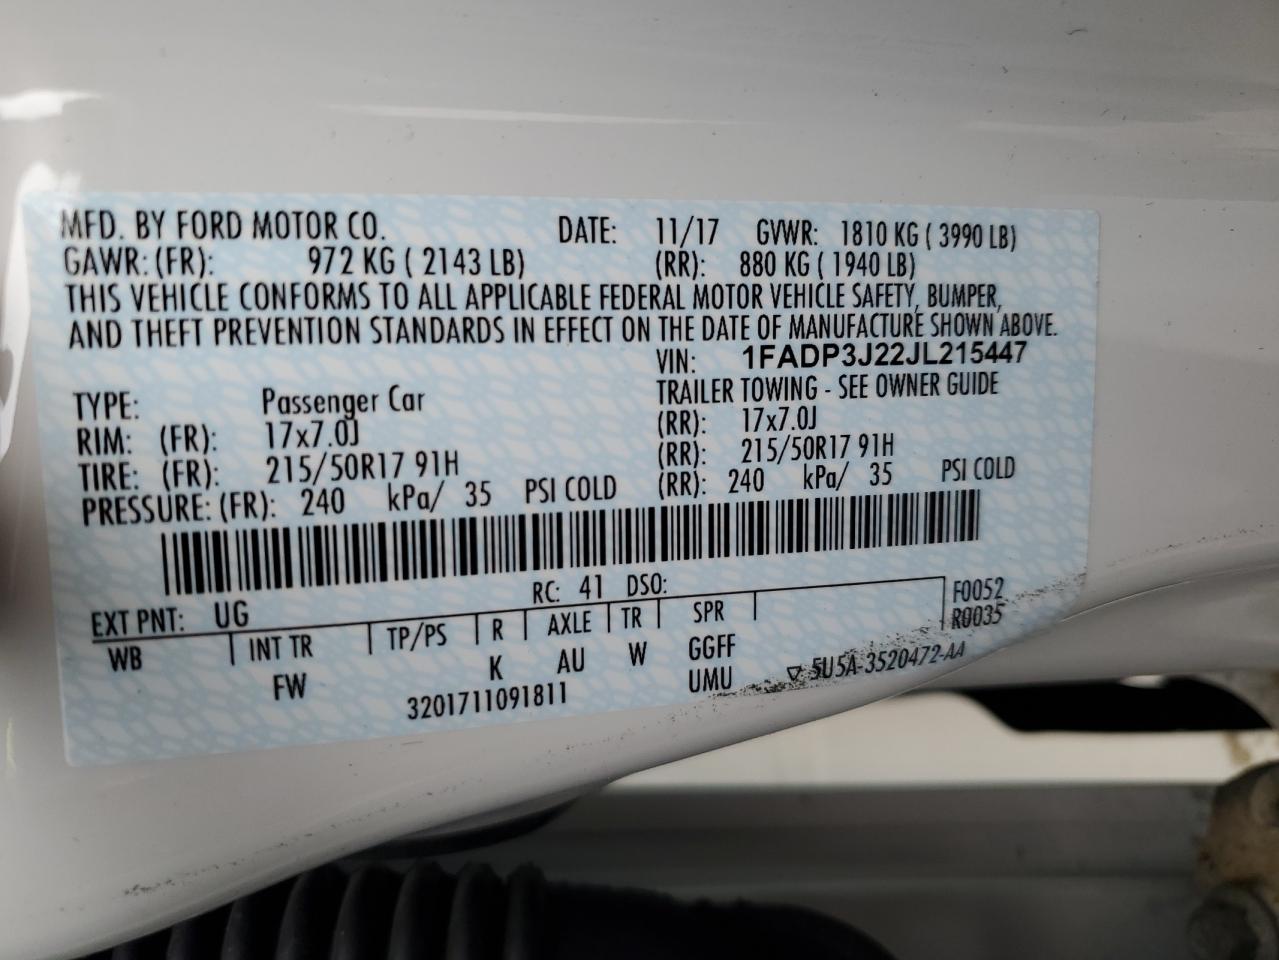 MFD. BY FORD MOTOR CO. DATE: 11/17 GVWR: 1810 KG ( 3990 LB)
GAWR: (FR): 972 KG ( 2143 LB) (RR): 880 KG ( 1940 LB)
THIS VEHICLE CONFORMS TO ALL APPLICABLE FEDERAL MOTOR VEHICLE SAFETY, BUMPER,
AND THEFT PREVENTION STANDARDS IN EFFECT ON THE DATE OF MANUFACTURE SHOWN ABOVE.
VIN: 1FADP3J22JL215447
TYPE: Passenger Car TRAILER TOWING - SEE OWNER GUIDE
RIM: (FR): 17x7.0J (RR): 17x7.0J
TIRE: (FR): 215/50R17 91H (RR): 215/50R17 91H
PRESSURE: (FR): 240 kPa/ 35 PSI COLD (RR): 240 kPa/ 35 PSI COLD
EXT PNT: UG RC: 41 DSO: F0052
WB INT TR TP/PS R AXLE TR SPR R0035
FW K AU W GGFF
3201711091811 UMU ▽ 5U5A-3520472-AA